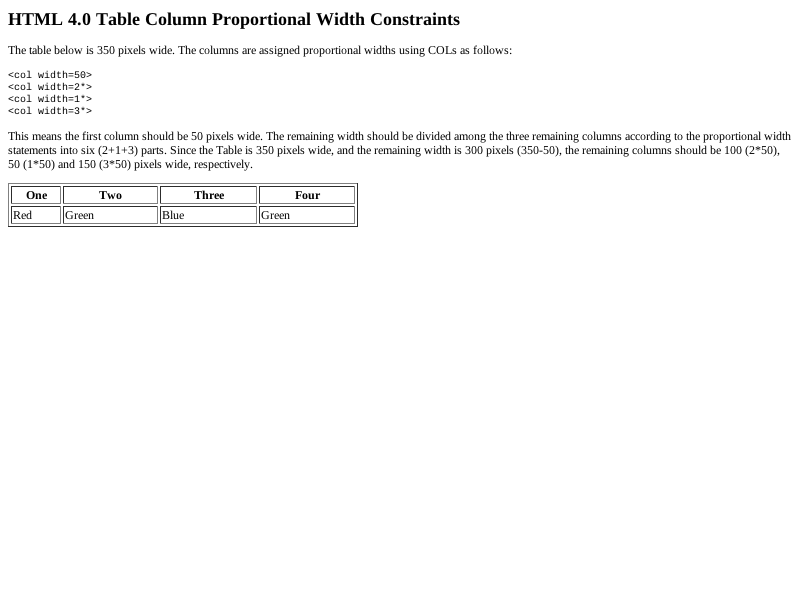 HTML 4.0 Table Column Proportional Width Constraints
The table below is 350 pixels wide. The columns are assigned proportional widths using COLs as follows:
<col width=50>
<col width=2*>
<col width=1*>
<col width=3*>
This means the first column should be 50 pixels wide. The remaining width should be divided among the three remaining columns according to the proportional width
statements into six (2+1+3) parts. Since the Table is 350 pixels wide, and the remaining width is 300 pixels (350-50), the remaining columns should be 100 (2*50),
50 (1*50) and 150 (3*50) pixels wide, respectively.
One Two Three Four
Red Green Blue Green